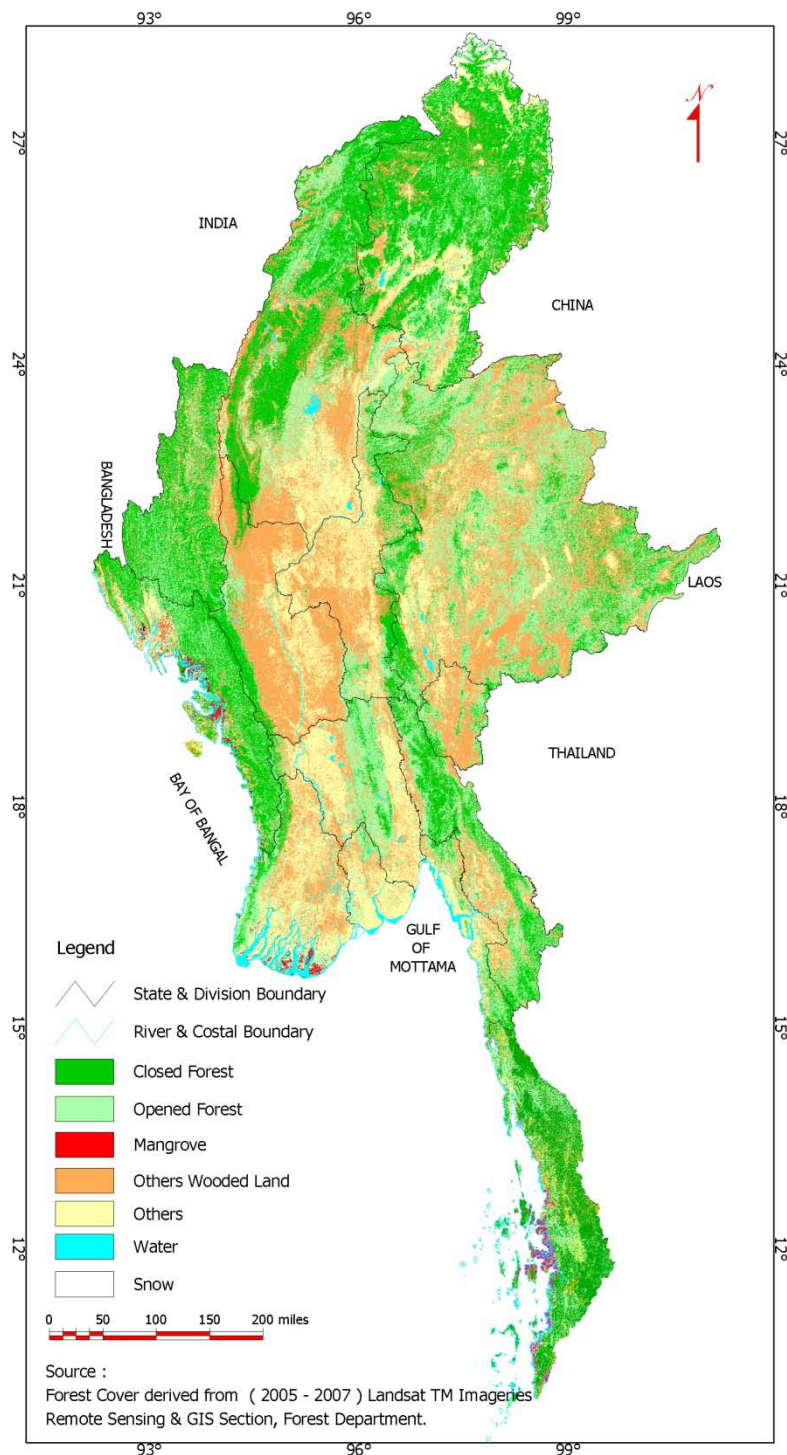 93°
96°
99°
N
27°
27°
INDIA
CHINA
24°
24°
BANGLADESH
21°
21°
LAOS
THAILAND
18°
18°
BAY OF BANGAL
GULF
OF
MOTTAMA
Legend
State & Division Boundary
River & Costal Boundary
15°
15°
Closed Forest
Opened Forest
Mangrove
Others Wooded Land
Others
12°
12°
Water
Snow
0 50 100 150 200 miles
Source :
Forest Cover derived from ( 2005 - 2007 ) Landsat TM Imageries
Remote Sensing & GIS Section, Forest Department.
93°
96°
99°